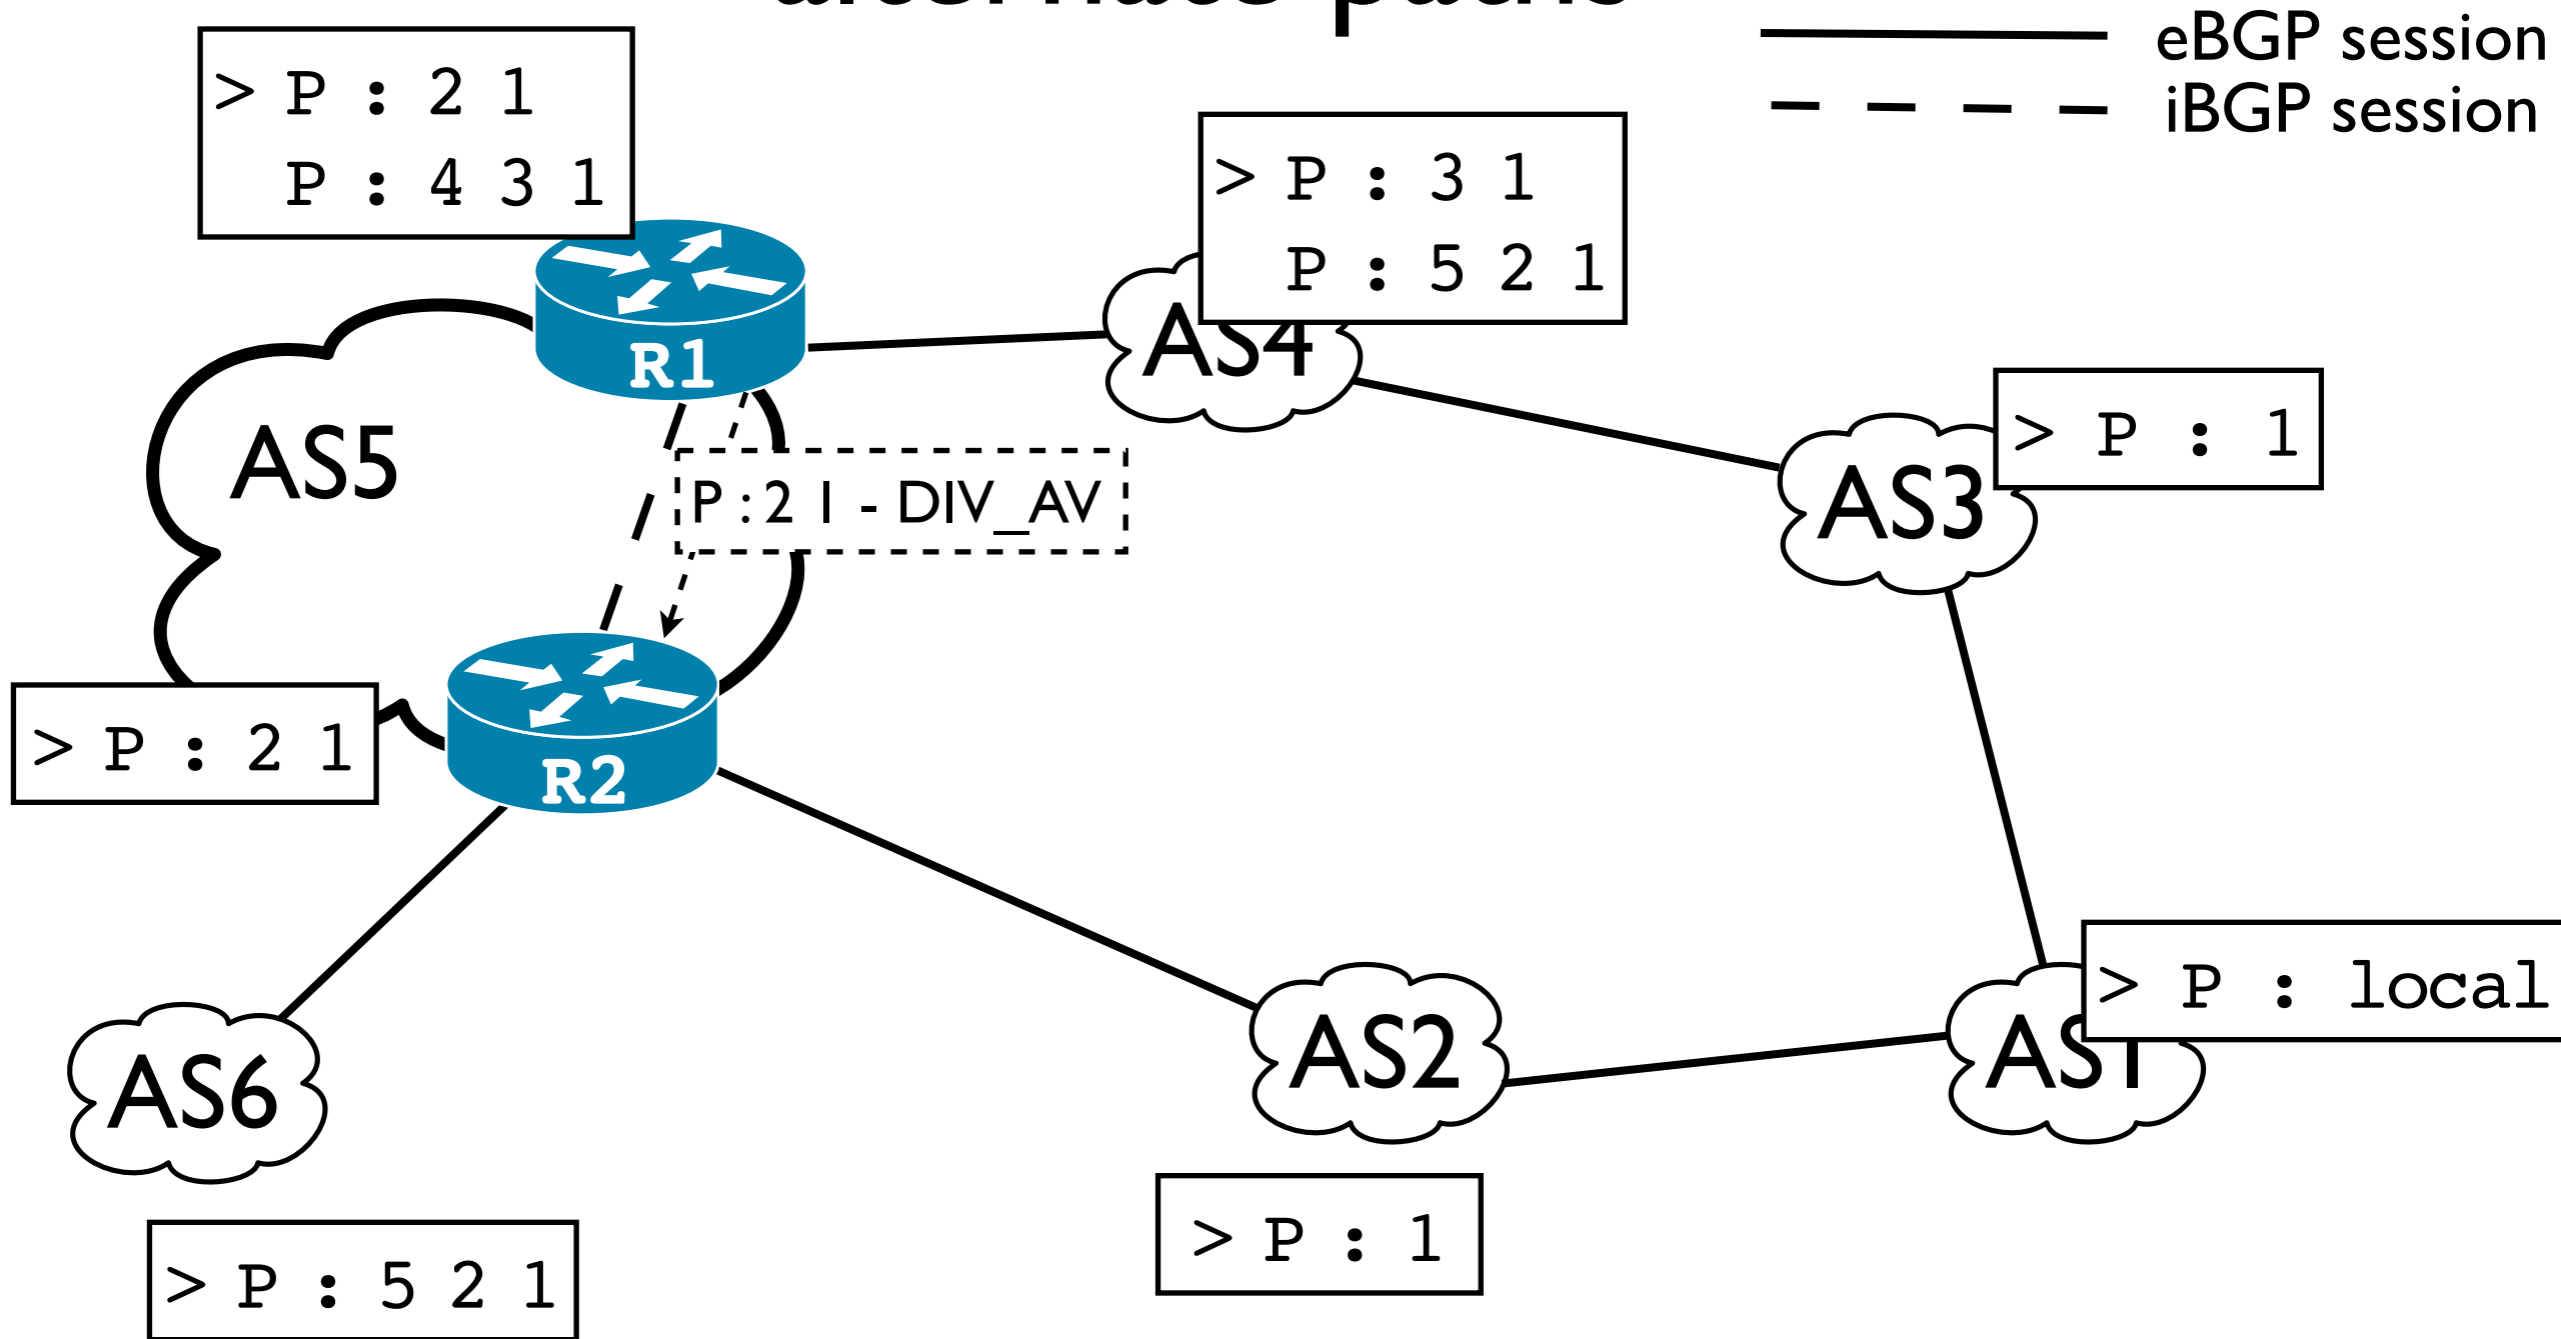 eBGP session
iBGP session
> P : 2 1
P : 4 3 1
> P : 3 1
P : 5 2 1
R1
AS4
> P : 1
AS5
AS3
P : 2 1 - DIV_AV
> P : 2 1
R2
> P : local
AS6
AS2
AS1
> P : 1
> P : 5 2 1